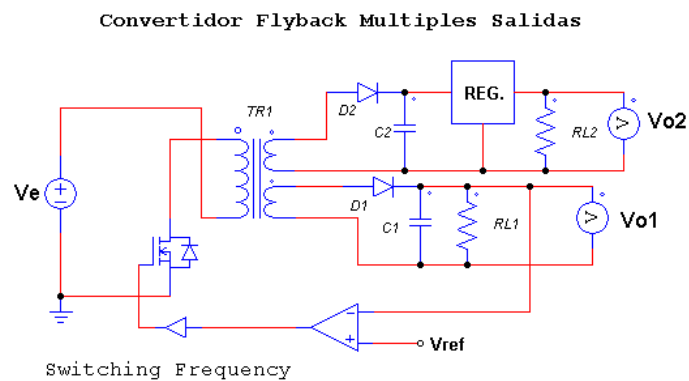 Convertidor Flyback Multiples Salidas
TR1
D2
C2
REG.
RL2
Vo2
Ve
D1
C1
RL1
Vo1
Vref
Switching Frequency